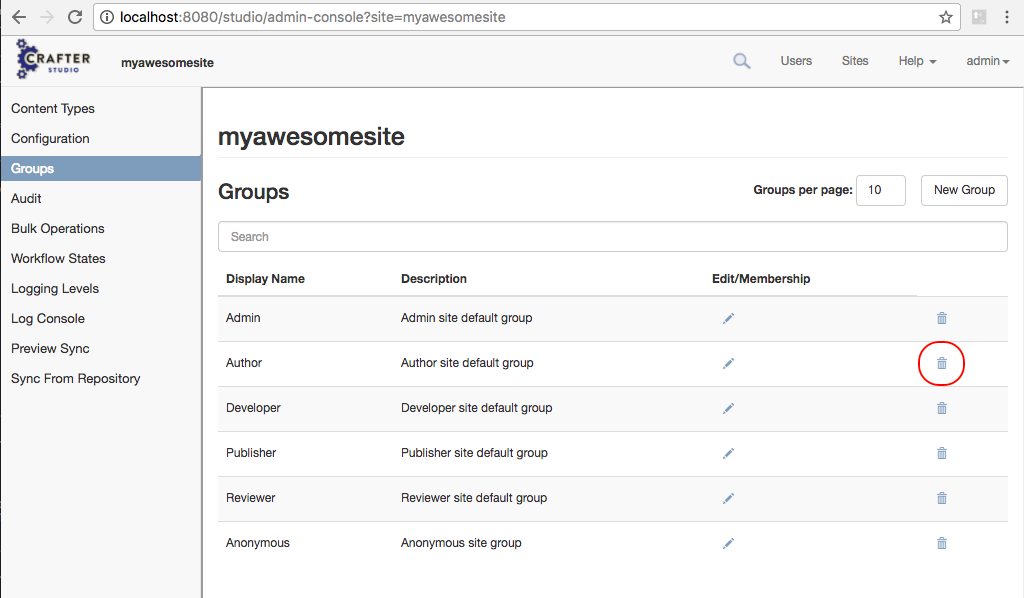 localhost:8080/studio/admin-console?site=myawesomesite
CRAFTER STUDIO
myawesomesite
Users
Sites
Help
admin
Content Types
Configuration
Groups
Audit
Bulk Operations
Workflow States
Logging Levels
Log Console
Preview Sync
Sync From Repository
myawesomesite
Groups
Groups per page: 10
New Group
Search
Display Name Description Edit/Membership
Admin Admin site default group
Author Author site default group
Developer Developer site default group
Publisher Publisher site default group
Reviewer Reviewer site default group
Anonymous Anonymous site group